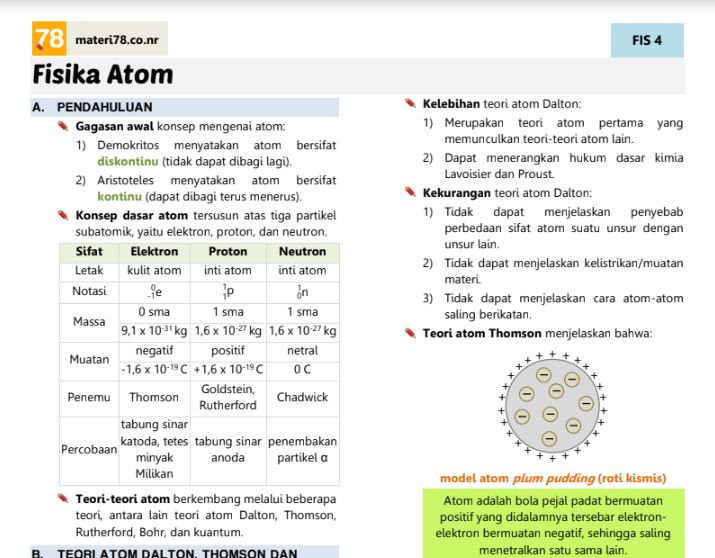 78 materi78.co.nr
FIS 4
Fisika Atom
A. PENDAHULUAN
Gagasan awal konsep mengenai atom:
1) Demokritos menyatakan atom bersifat
diskontinu (tidak dapat dibagi lagi).
2) Aristoteles menyatakan atom bersifat
kontinu (dapat dibagi terus menerus).
Konsep dasar atom tersusun atas tiga partikel
subatomik, yaitu elektron, proton, dan neutron.
Sifat Elektron Proton Neutron
Letak kulit atom inti atom inti atom
Notasi ⁰₋₁e ¹₁p ¹₀n
Massa
0 sma 1 sma 1 sma
9,1 x 10⁻³¹ kg 1,6 x 10⁻²⁷ kg 1,6 x 10⁻²⁷ kg
Muatan
negatif positif netral
-1,6 x 10⁻¹⁹ C +1,6 x 10⁻¹⁹ C 0 C
Penemu Thomson Goldstein, Rutherford Chadwick
Percobaan
tabung sinar
katoda, tetes
minyak
Milikan
tabung sinar
anoda
penembakan
partikel α
Teori-teori atom berkembang melalui beberapa
teori, antara lain teori atom Dalton, Thomson,
Rutherford, Bohr, dan kuantum.
B. TEORI ATOM DALTON, THOMSON DAN
Kelebihan teori atom Dalton:
1) Merupakan teori atom pertama yang
memunculkan teori-teori atom lain.
2) Dapat menerangkan hukum dasar kimia
Lavoisier dan Proust.
Kekurangan teori atom Dalton:
1) Tidak dapat menjelaskan penyebab
perbedaan sifat atom suatu unsur dengan
unsur lain.
2) Tidak dapat menjelaskan kelistrikan/muatan
materi.
3) Tidak dapat menjelaskan cara atom-atom
saling berikatan.
Teori atom Thomson menjelaskan bahwa:
model atom plum pudding (roti kismis)
Atom adalah bola pejal padat bermuatan
positif yang didalamnya tersebar elektron-
elektron bermuatan negatif, sehingga saling
menetralkan satu sama lain.